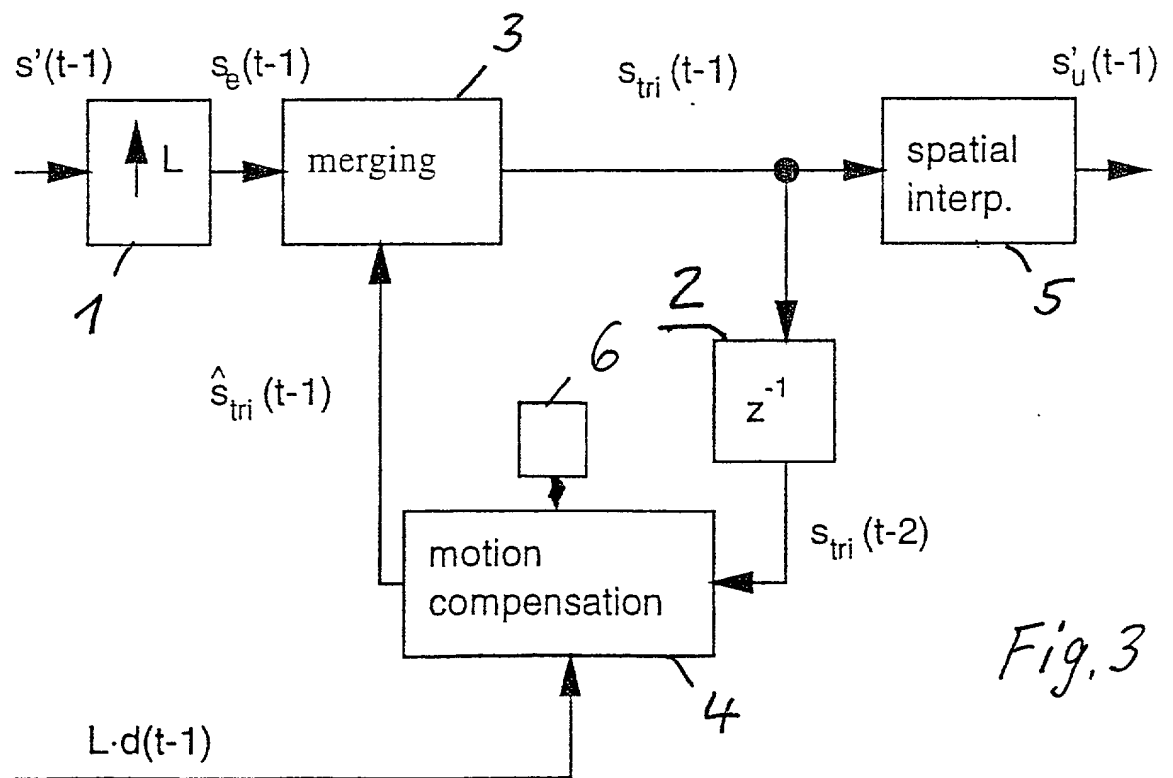 3
s'(t-1)
s_e(t-1)
s_tri(t-1)
s'_u(t-1)
↑ L
merging
spatial
interp.
1
2
5
6
ŝ_tri (t-1)
z^-1
s_tri (t-2)
motion
compensation
4
Fig. 3
L·d(t-1)